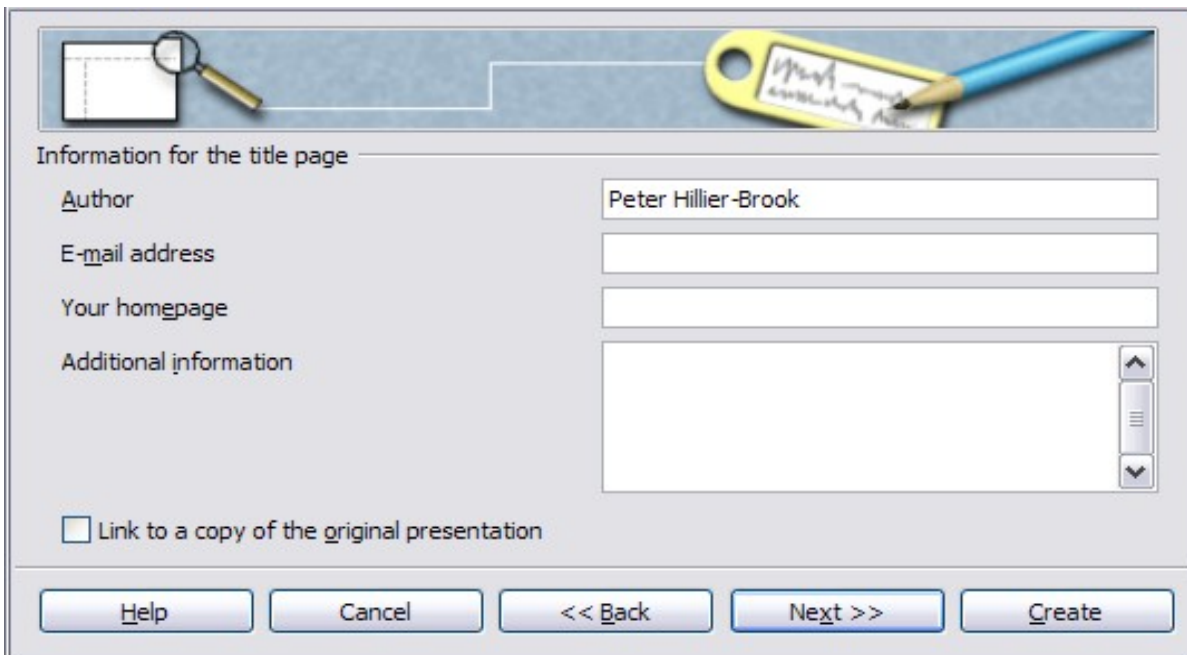 Information for the title page
Author
Peter Hillier-Brook
E-mail address
Your homepage
Additional information
Link to a copy of the original presentation
Help
Cancel
<< Back
Next >>
Create